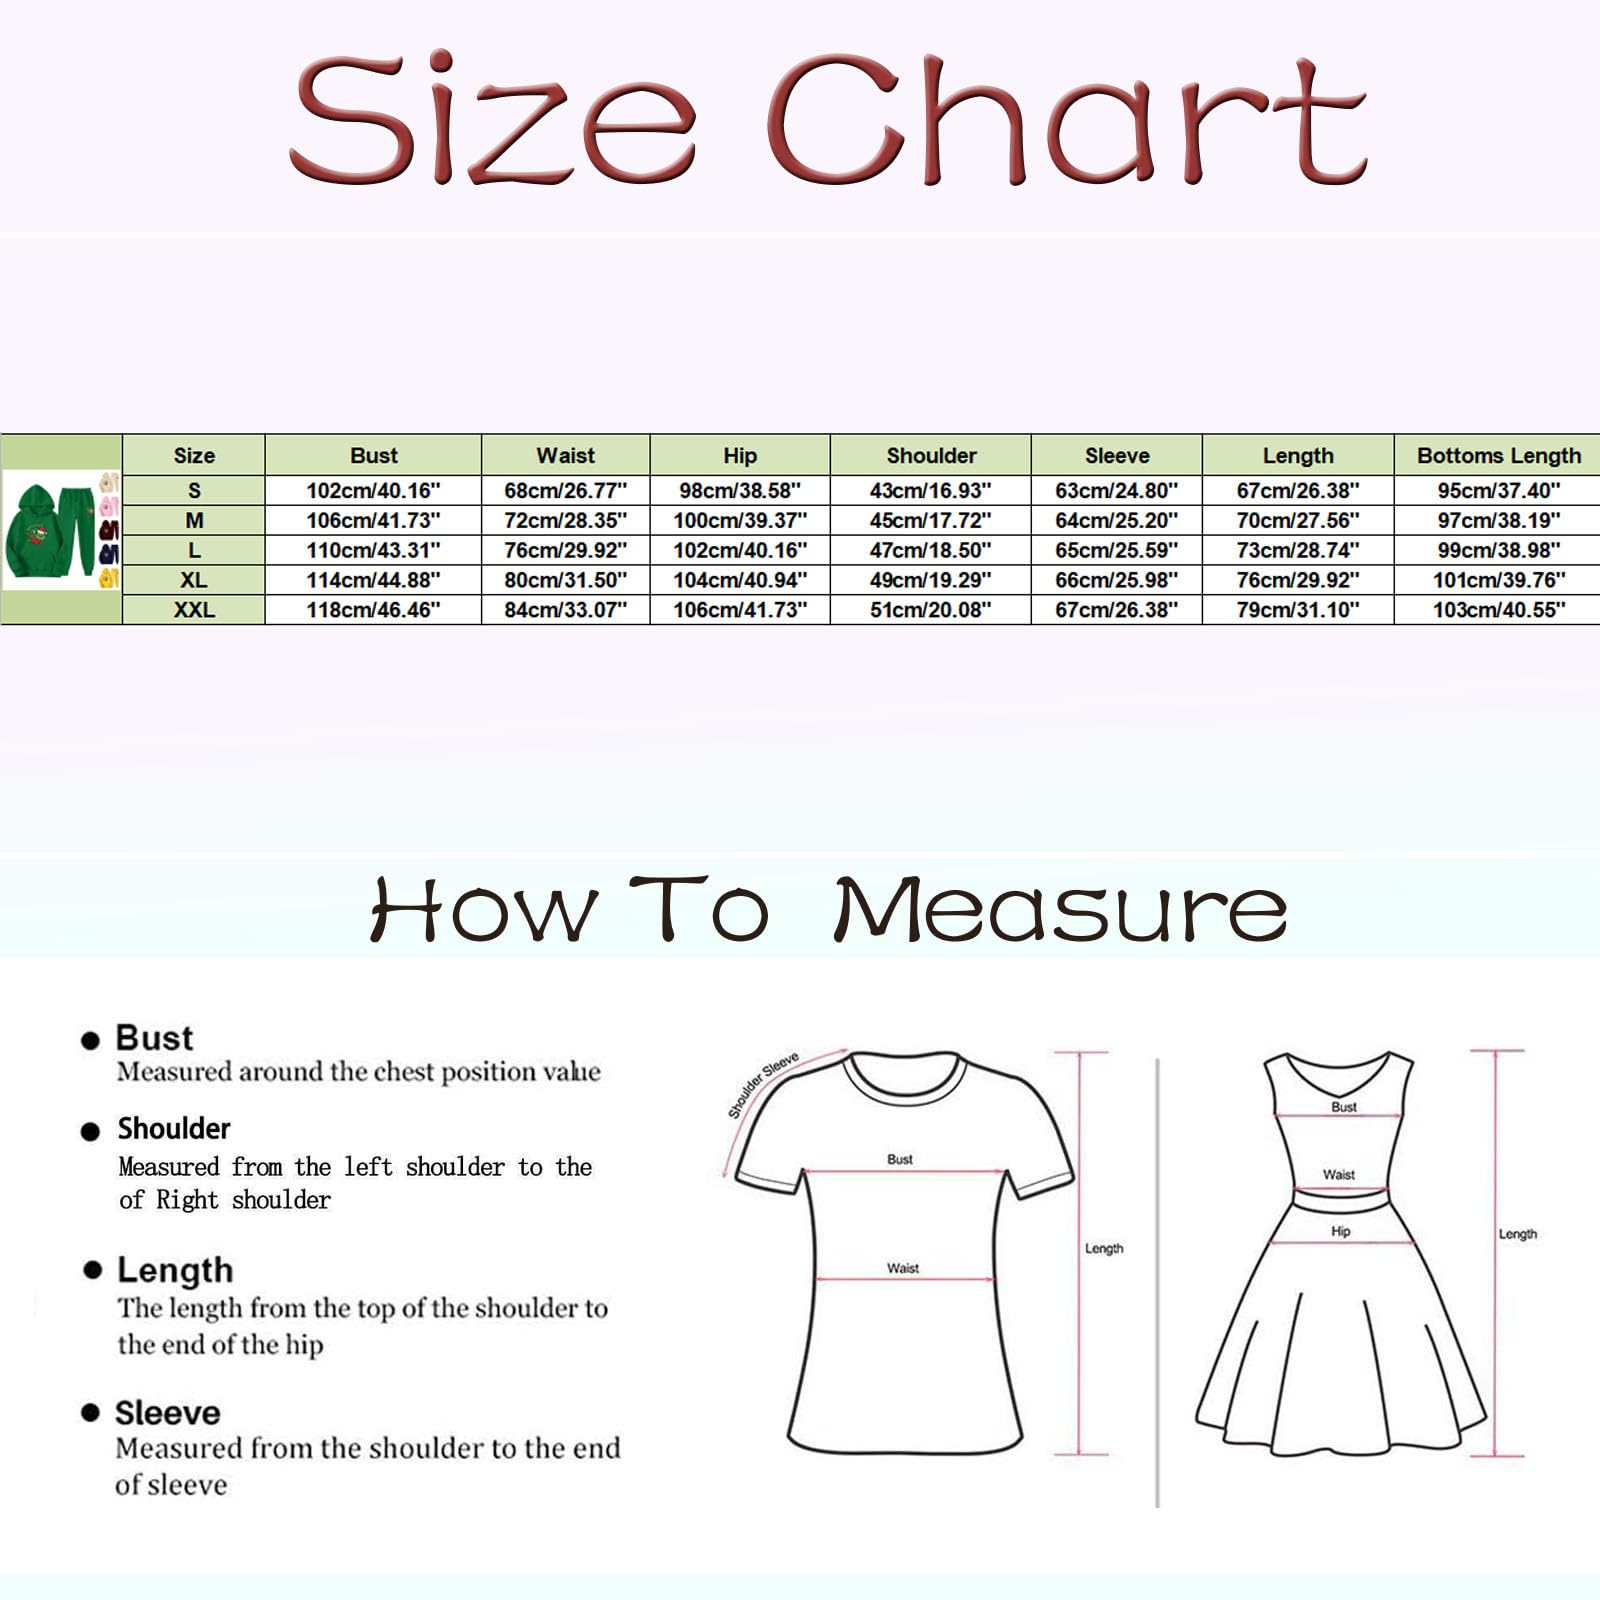 Size Chart
Size Bust Waist Hip Shoulder Sleeve Length Bottoms Length
S 102cm/40.16" 68cm/26.77" 98cm/38.58" 43cm/16.93" 63cm/24.80" 67cm/26.38" 95cm/37.40"
M 106cm/41.73" 72cm/28.35" 100cm/39.37" 45cm/17.72" 64cm/25.20" 70cm/27.56" 97cm/38.19"
L 110cm/43.31" 76cm/29.92" 102cm/40.16" 47cm/18.50" 65cm/25.59" 73cm/28.74" 99cm/38.98"
XL 114cm/44.88" 80cm/31.50" 104cm/40.94" 49cm/19.29" 66cm/25.98" 76cm/29.92" 101cm/39.76"
XXL 118cm/46.46" 84cm/33.07" 106cm/41.73" 51cm/20.08" 67cm/26.38" 79cm/31.10" 103cm/40.55"
How To Measure
● Bust
Measured around the chest position value
● Shoulder
Measured from the left shoulder to the
of Right shoulder
● Length
The length from the top of the shoulder to
the end of the hip
● Sleeve
Measured from the shoulder to the end
of sleeve
Shoulder Sleeve
Bust
Waist
Length
Bust
Waist
Hip
Length